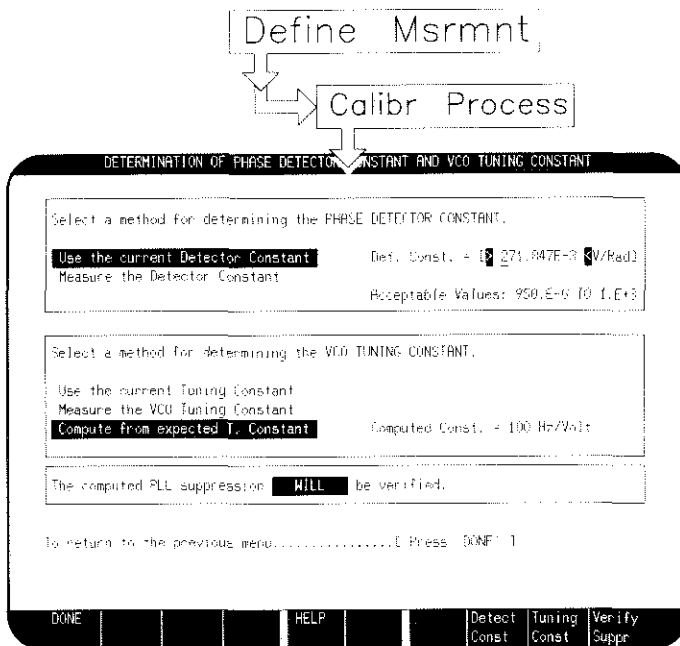 Define Msrmnt
Calibr Process
DETERMINATION OF PHASE DETECTOR CONSTANT AND VCO TUNING CONSTANT
Select a method for determining the PHASE DETECTOR CONSTANT.
Use the current Detector Constant Det. Const. = [> 271.847E-3 <V/Rad]
Measure the Detector Constant
Acceptable Values: 950.E-6 TO 1.E+3
Select a method for determining the VCO TUNING CONSTANT.
Use the current Tuning Constant
Measure the VCO Tuning Constant
Compute from expected T. Constant Computed Const. = 100 Hz/Volt
The computed PLL suppression WILL be verified.
To return to the previous menu.................[ Press 'DONE' ]
DONE HELP Detect Tuning Verify
Const Const Suppr